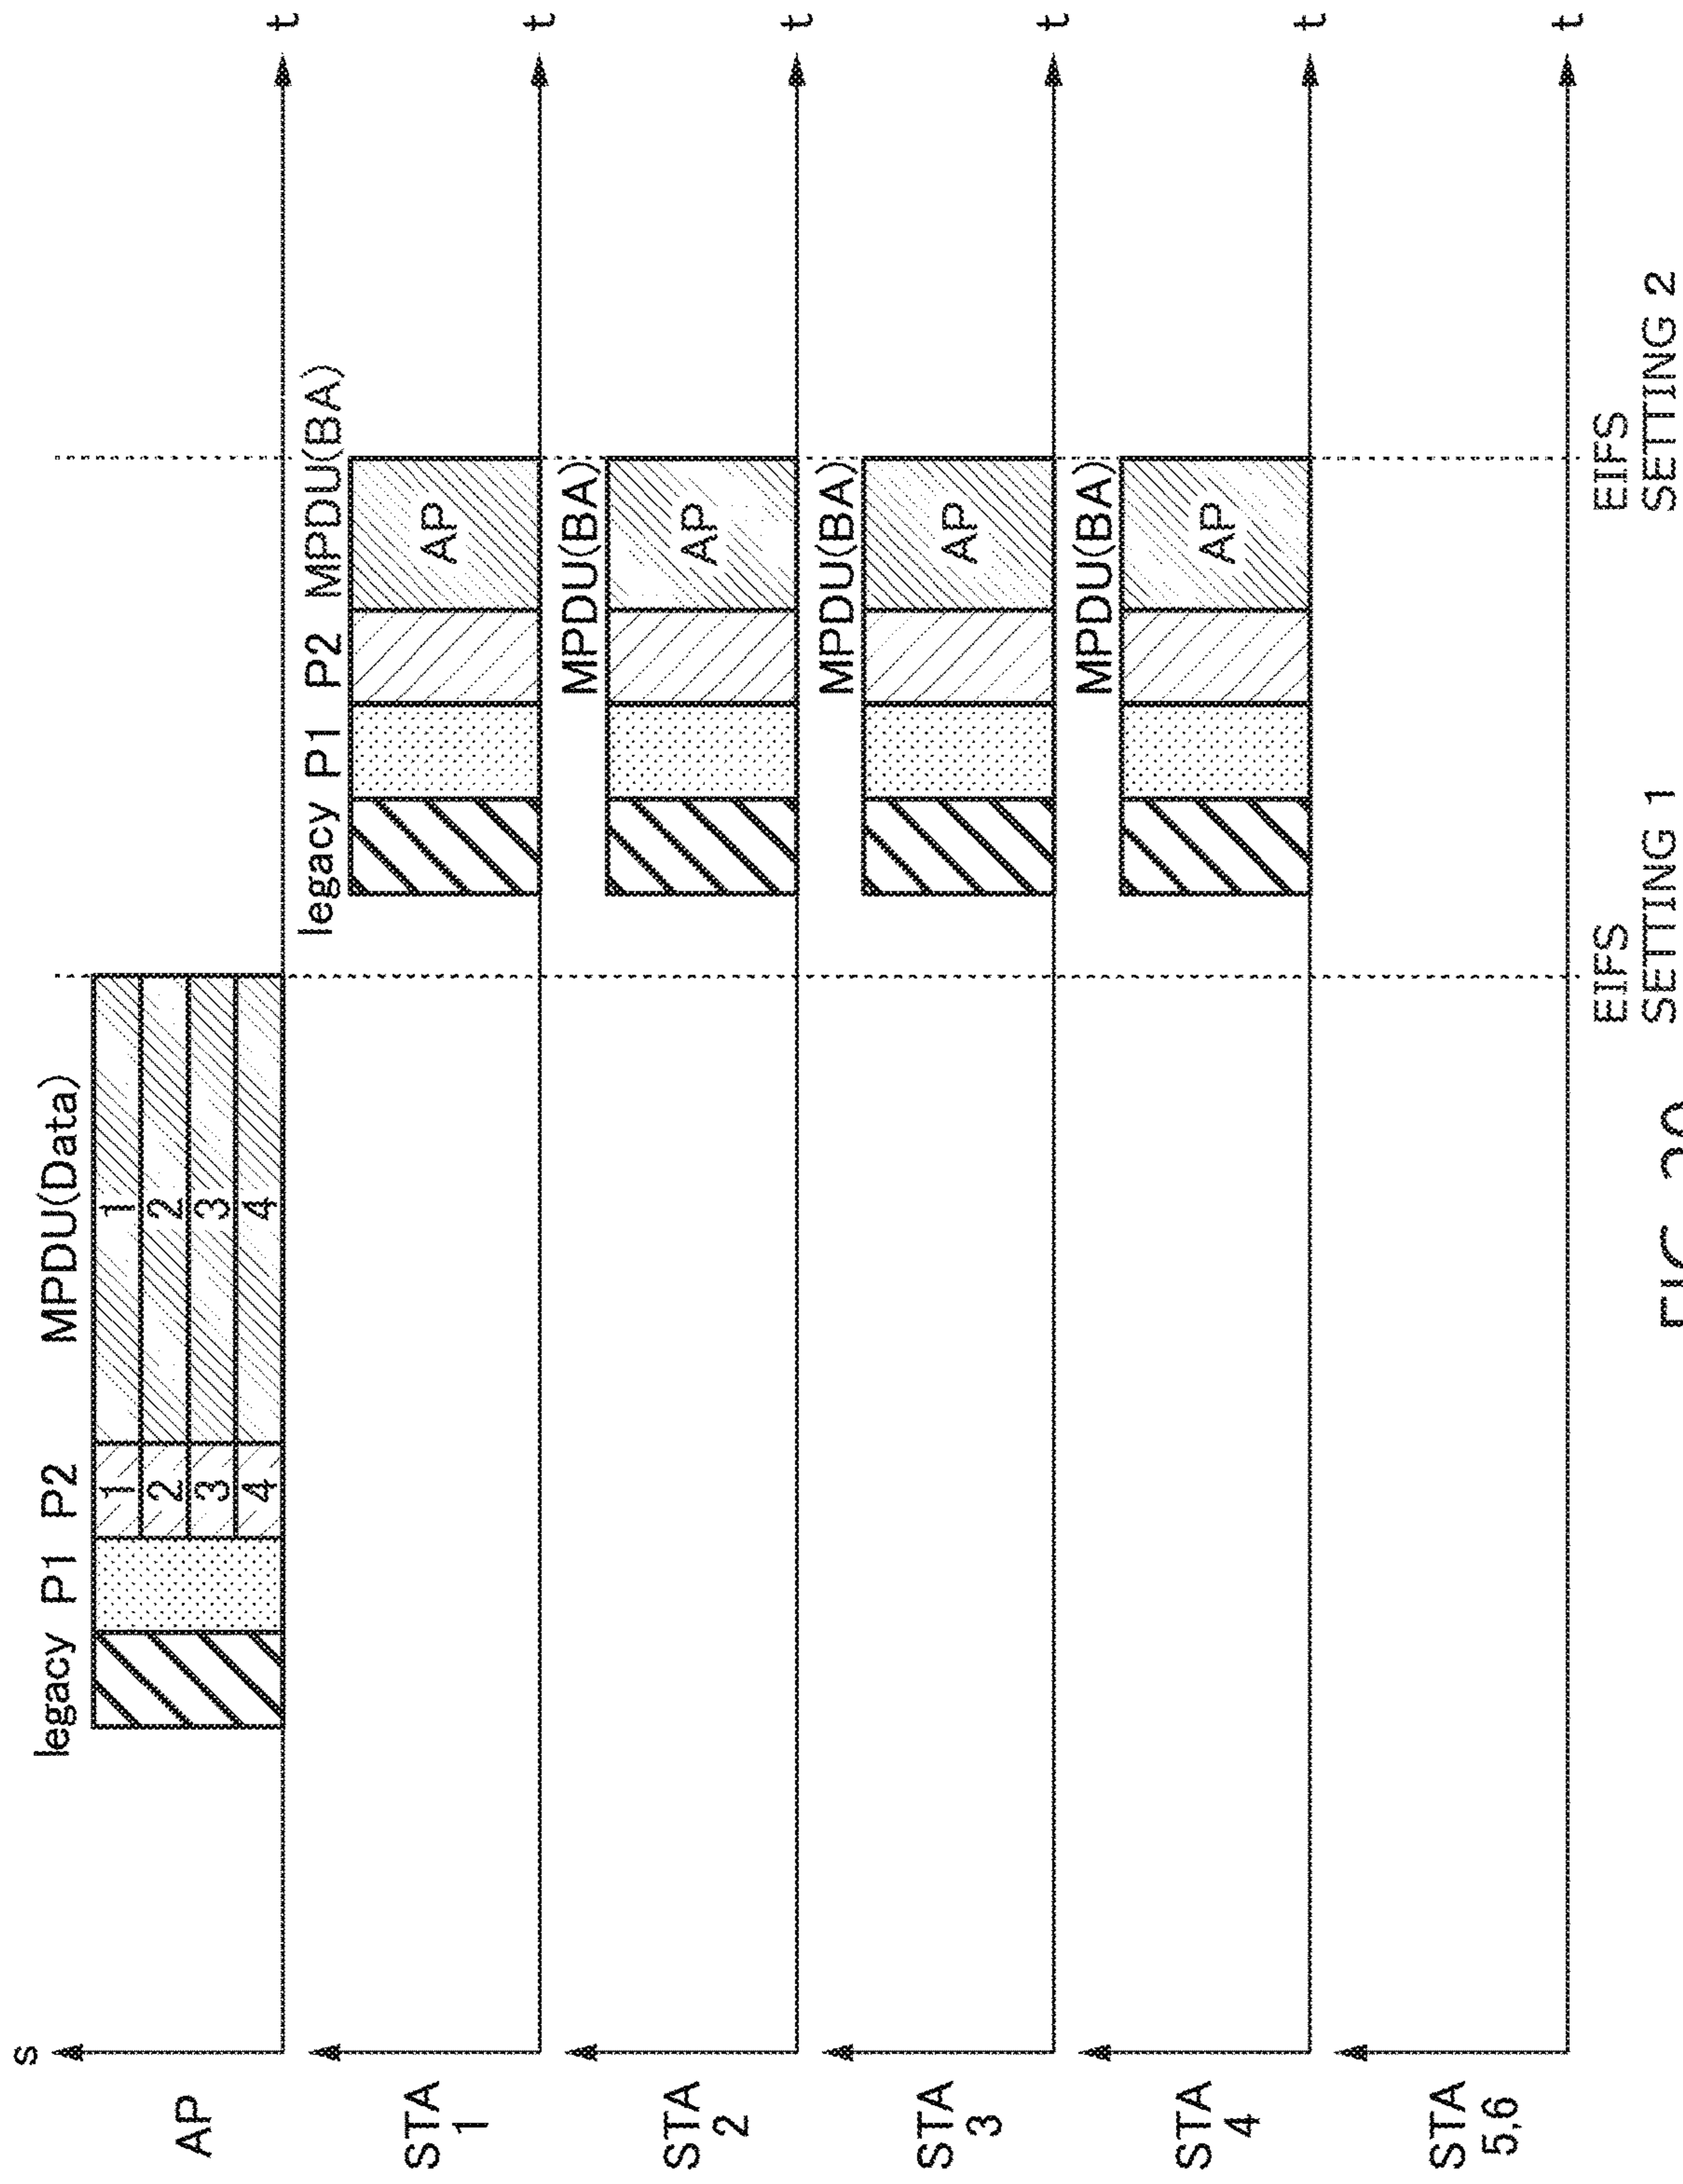 s
AP
legacy P1 P2 MPDU(Data)
1 1
2 2
3 3
4 4
t
STA
1
legacy P1 P2 MPDU(BA)
AP
t
STA
2
MPDU(BA)
AP
t
STA
3
MPDU(BA)
AP
t
STA
4
MPDU(BA)
AP
t
STA
5,6
t
EIFS
SETTING 1
EIFS
SETTING 2